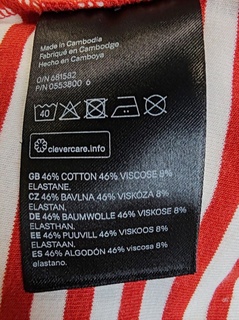 Made in Cambodia
Fabriqué en Cambodge
Hecho en Camboya
O/N 681582
P/N 0553800 6
40
clevercare.info
GB 46% COTTON 46% VISCOSE 8%
ELASTANE.
CZ 46% BAVLNA 46% VISKÓZA 8%
ELASTAN.
DE 46% BAUMWOLLE 46% VISKOSE 8%
ELASTHAN.
EE 46% PUUVILL 46% VISKOOS 8%
ELASTAAN.
ES 46% ALGODÓN 46% viscosa 8%
elastano.